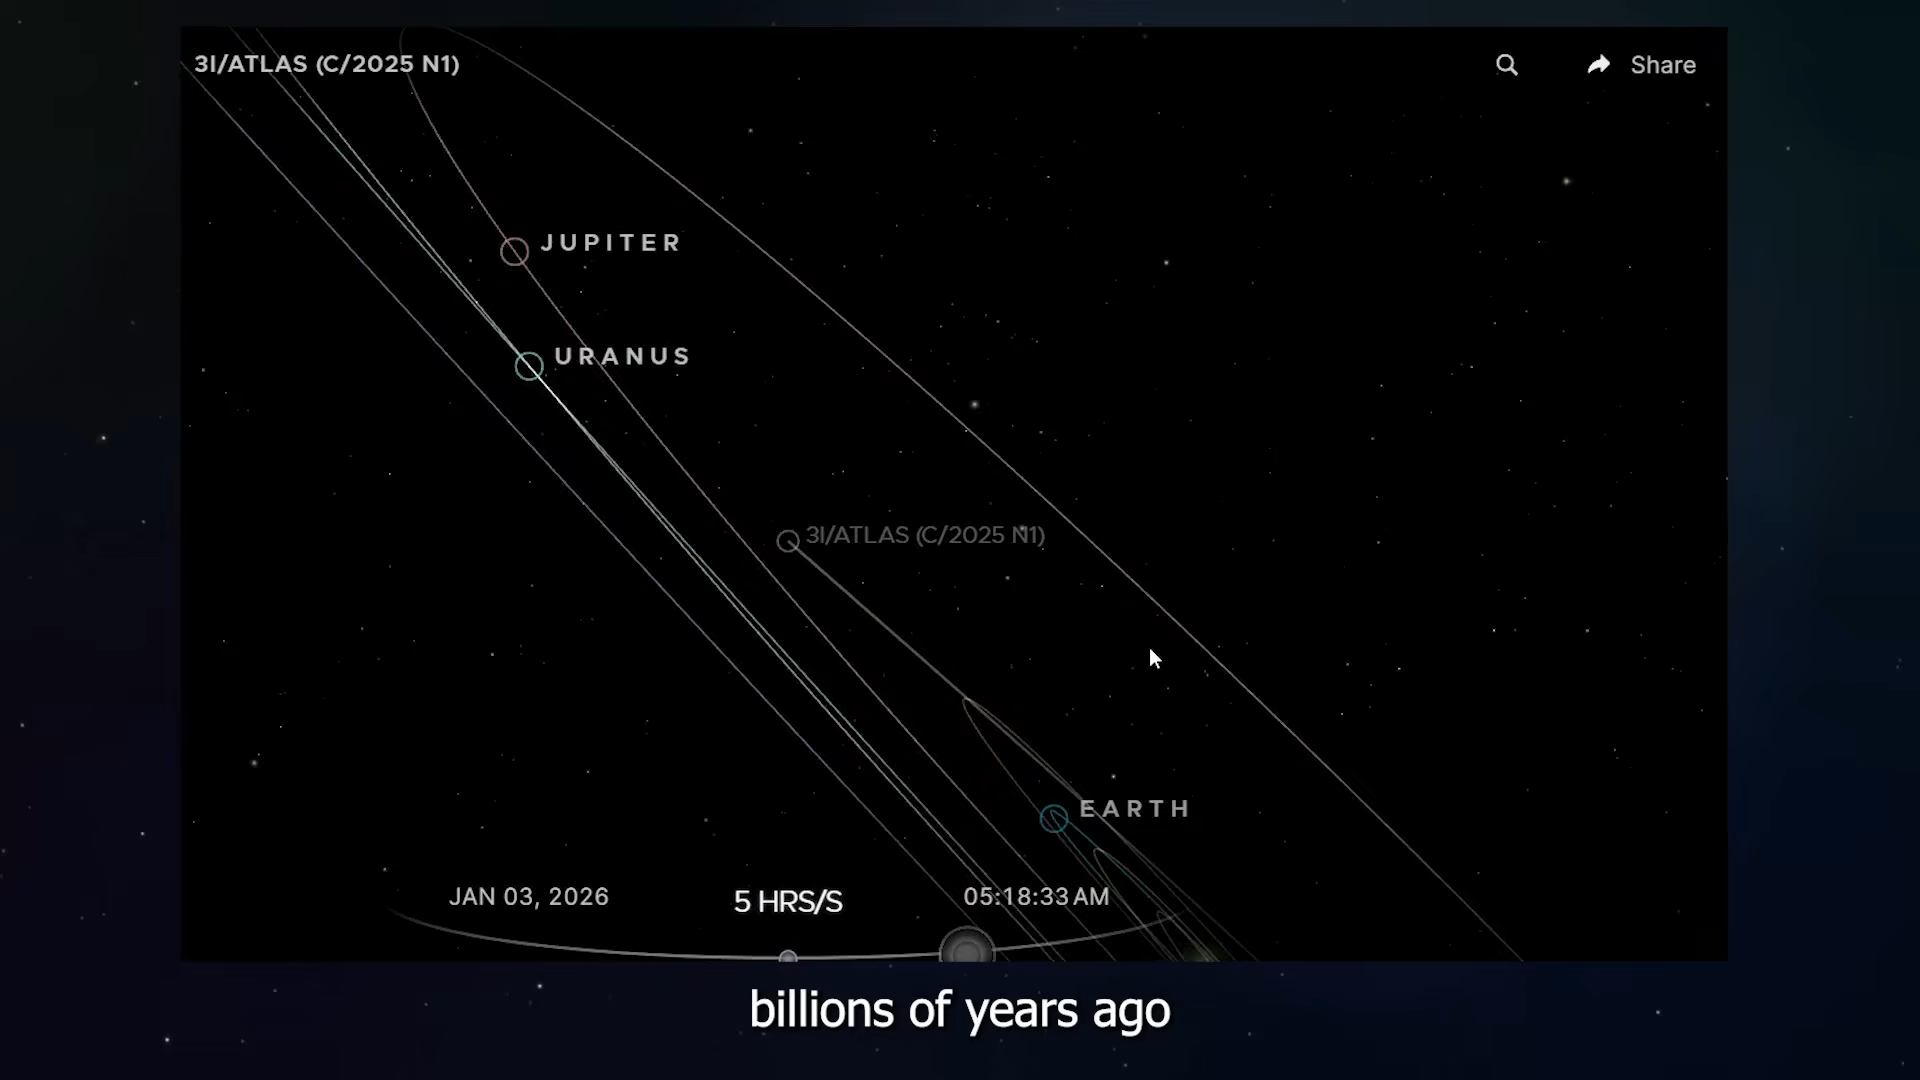 3I/ATLAS (C/2025 N1)
Share
JUPITER
URANUS
3I/ATLAS (C/2025 N1)
EARTH
JAN 03, 2026
5 HRS/S
05:18:33 AM
billions of years ago